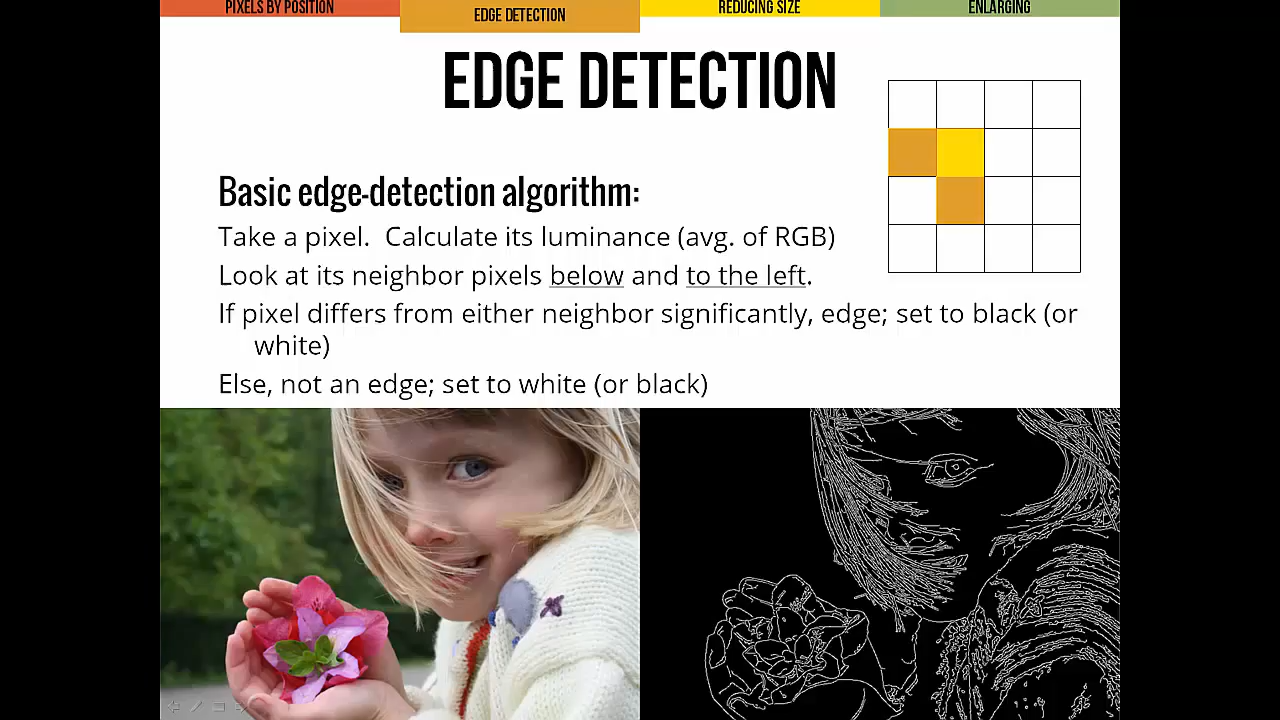 PIXELS BY POSITION
EDGE DETECTION
REDUCING SIZE
ENLARGING
EDGE DETECTION
Basic edge-detection algorithm:
Take a pixel.  Calculate its luminance (avg. of RGB)
Look at its neighbor pixels below and to the left.
If pixel differs from either neighbor significantly, edge; set to black (or
white)
Else, not an edge; set to white (or black)